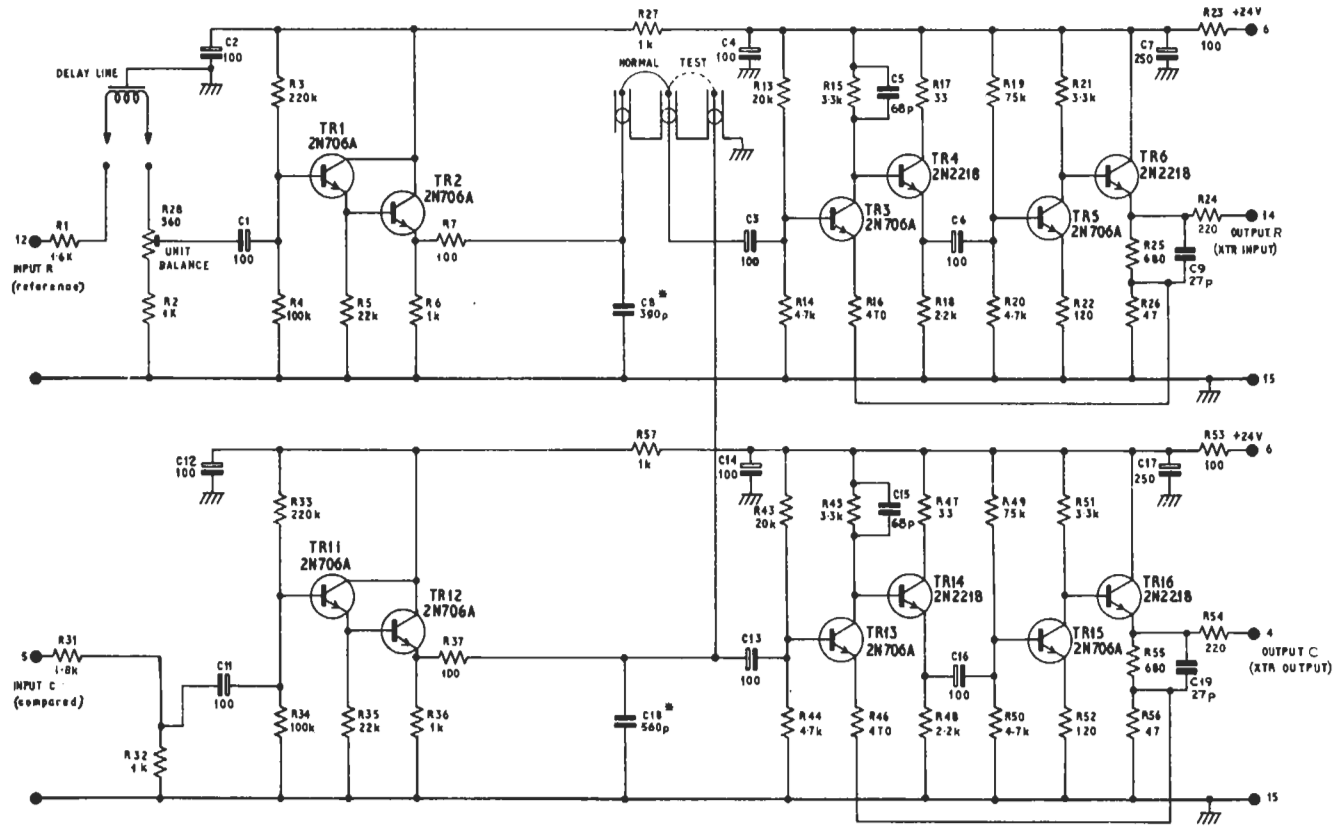 R27
1k
R23 +24V
100
6
C2
100
C4
100
C7
250
DELAY LINE
NORMAL
TEST
R3
220k
R13
20k
R15
3.3k
C5
68p
R17
33
R19
75k
R21
3.3k
TR1
2N706A
TR2
2N706A
TR4
2N2218
TR6
2N2218
TR3
2N706A
TR5
2N706A
R28
360
UNIT
BALANCE
12
R1
1.6K
INPUT R
(reference)
C1
100
R7
100
C3
100
C6
100
R24
220
14
OUTPUT R
(XTR INPUT)
R25
680
C9
27p
R2
1K
R4
100k
R5
22k
R6
1k
C8*
390p
R14
4.7k
R16
470
R18
2.2k
R20
4.7k
R22
120
R26
47
15
R57
1k
R53 +24V
100
6
C12
100
C14
100
C17
250
R33
220k
R43
20k
R45
3.3k
C15
68p
R47
33
R49
75k
R51
3.3k
TR11
2N706A
TR12
2N706A
TR14
2N2218
TR16
2N2218
TR13
2N706A
TR15
2N706A
5
R31
1.8k
INPUT C
(compared)
C11
100
R37
100
C13
100
C16
100
R54
220
4
OUTPUT C
(XTR OUTPUT)
R55
680
C19
27p
R32
1k
R34
100k
R35
22k
R36
1k
C18*
560p
R44
4.7k
R46
470
R48
2.2k
R50
4.7k
R52
120
R56
47
15